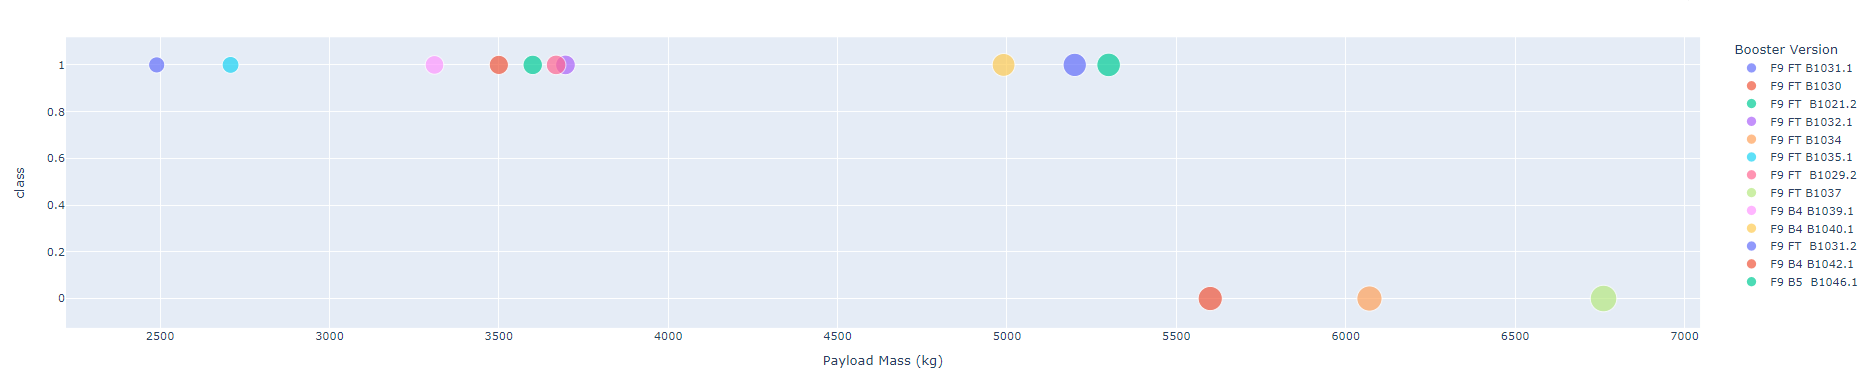 1
0.8
0.6
0.4
0.2
0
class
2500 3000 3500 4000 4500 5000 5500 6000 6500 7000
Payload Mass (kg)
Booster Version
F9 FT B1031.1
F9 FT B1030
F9 FT  B1021.2
F9 FT B1032.1
F9 FT B1034
F9 FT B1035.1
F9 FT  B1029.2
F9 FT B1037
F9 B4 B1039.1
F9 B4 B1040.1
F9 FT  B1031.2
F9 B4 B1042.1
F9 B5  B1046.1